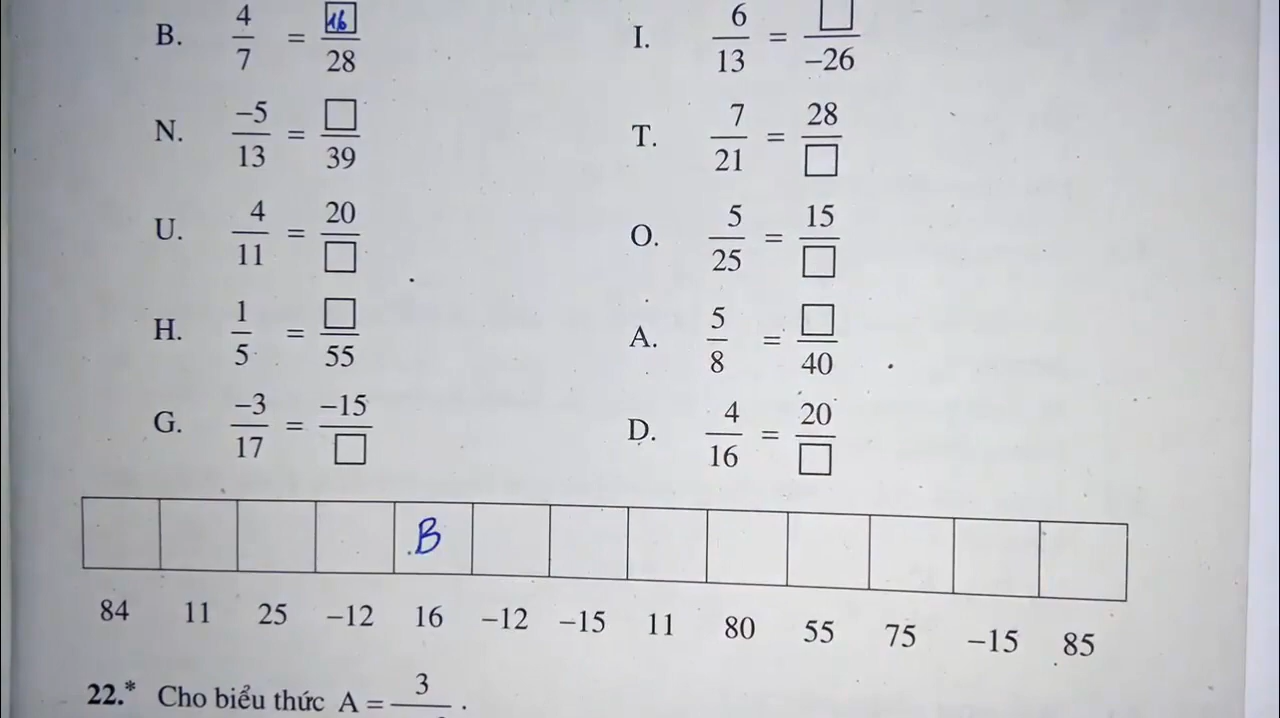 B. 4/7 = 16/28 I. 6/13 = □/–26
N. –5/13 = □/39 T. 7/21 = 28/□
U. 4/11 = 20/□ O. 5/25 = 15/□
H. 1/5 = □/55 A. 5/8 = □/40
G. –3/17 = –15/□ D. 4/16 = 20/□
B
84 11 25 –12 16 –12 –15 11 80 55 75 –15 85
22.* Cho biểu thức A = 3/ .